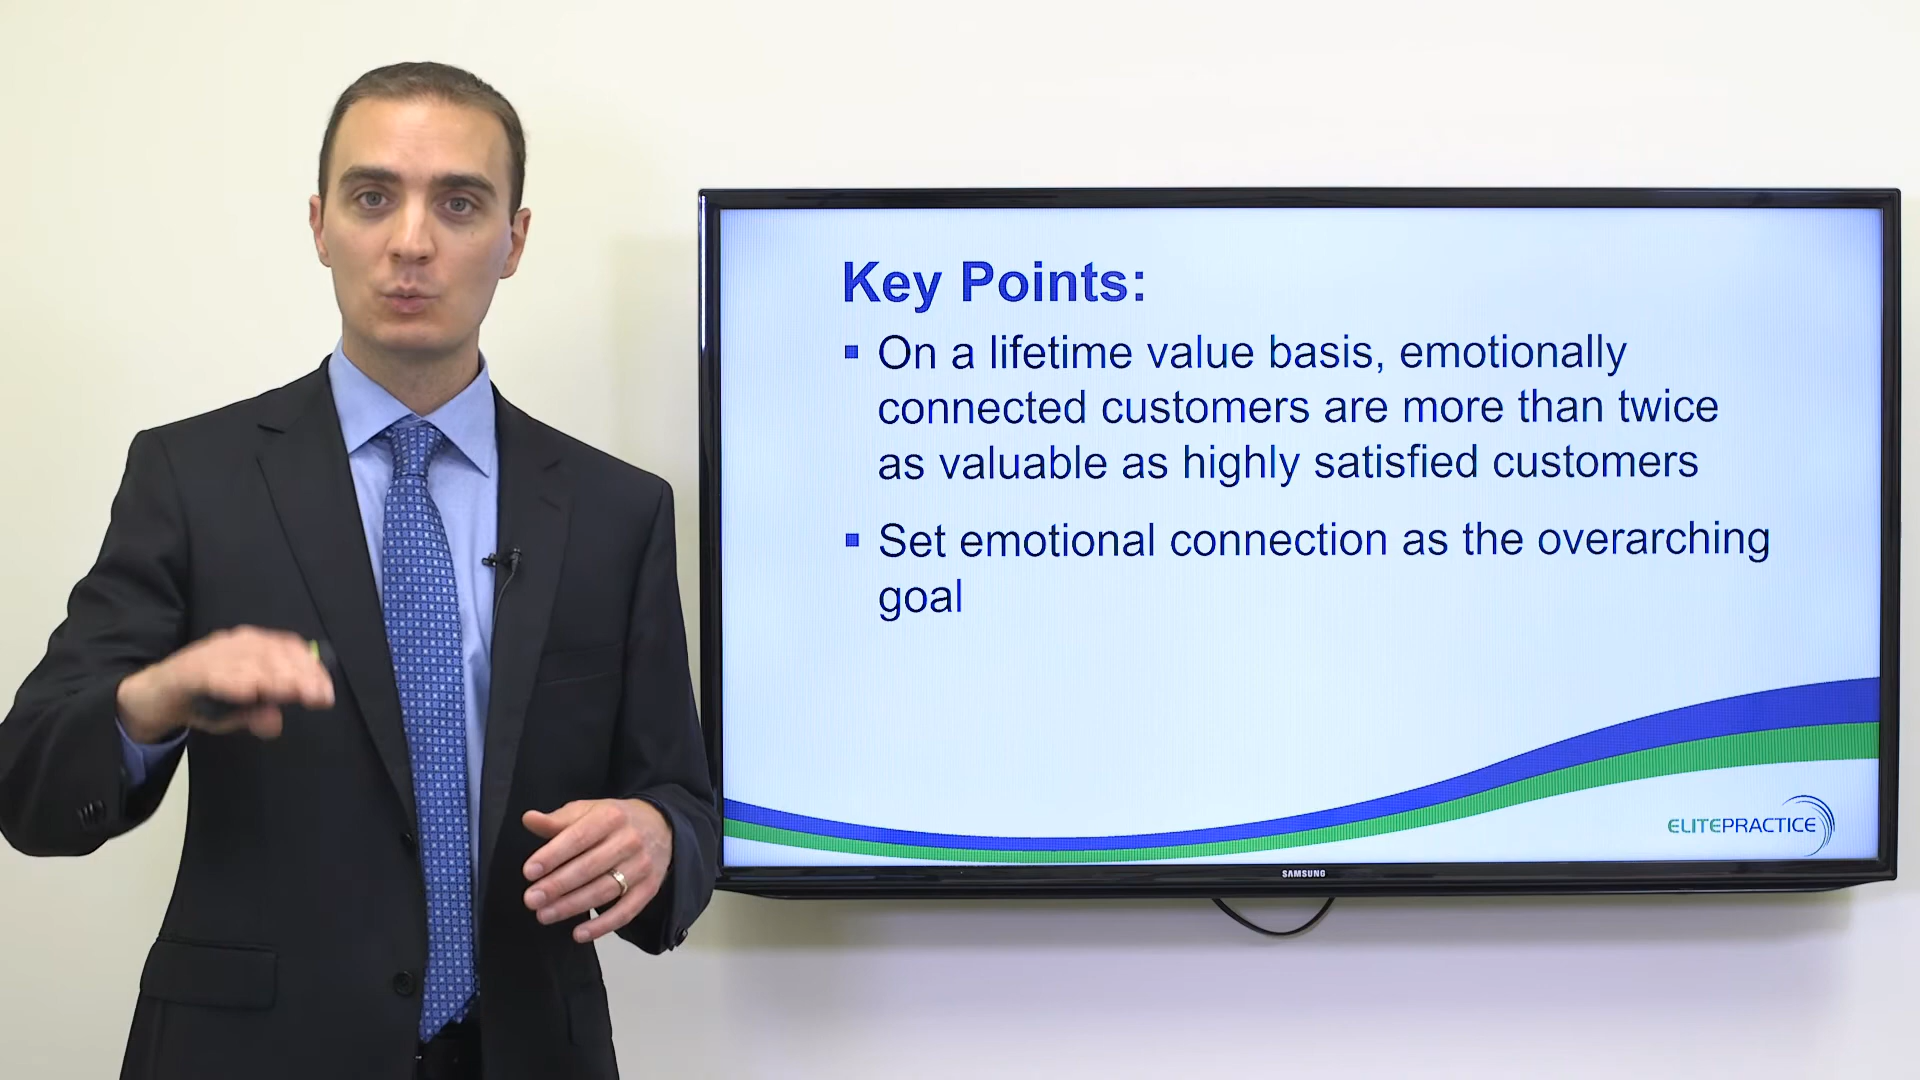 Key Points:
▪ On a lifetime value basis, emotionally
connected customers are more than twice
as valuable as highly satisfied customers
▪ Set emotional connection as the overarching
goal
ELITEPRACTICE
SAMSUNG